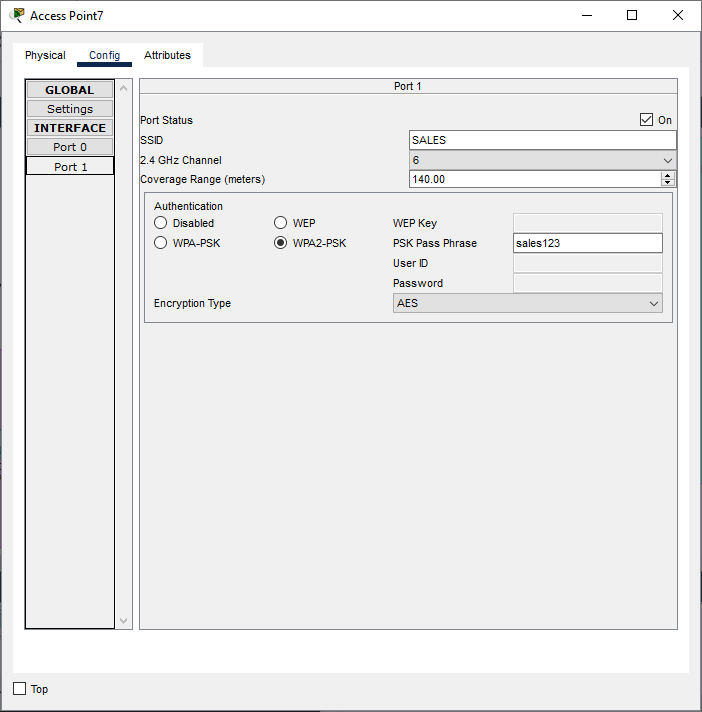 Access Point7
Physical Config Attributes
GLOBAL
Settings
INTERFACE
Port 0
Port 1
Port 1
Port Status On
SSID SALES
2.4 GHz Channel 6
Coverage Range (meters) 140.00
Authentication
Disabled WEP WEP Key
WPA-PSK WPA2-PSK PSK Pass Phrase sales123
User ID
Password
Encryption Type AES
Top